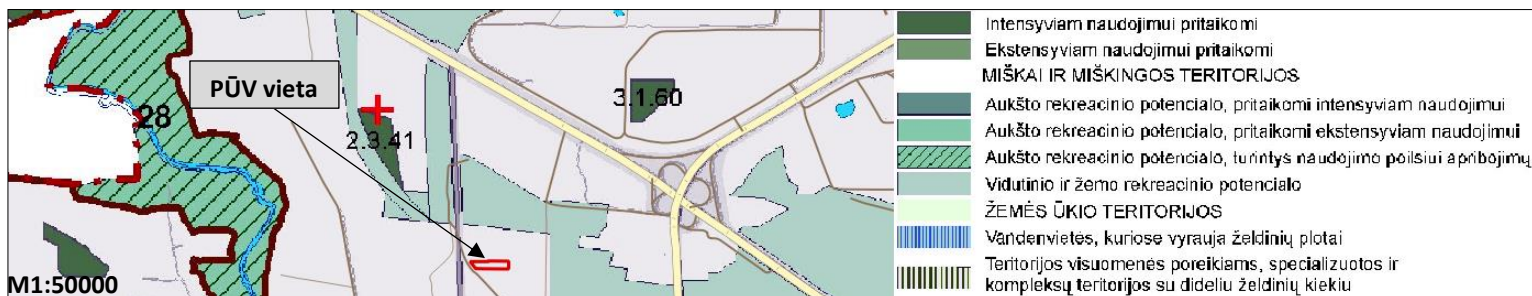 PŪV vieta
28
2.3.41
3.1.60
M1:50000
Intensyviam naudojimui pritaikomi
Ekstensyviam naudojimui pritaikomi
MIŠKAI IR MIŠKINGOS TERITORIJOS
Aukšto rekreacinio potencialo, pritaikomi intensyviam naudojimui
Aukšto rekreacinio potencialo, pritaikomi ekstensyviam naudojimui
Aukšto rekreacinio potencialo, turintys naudojimo poilsiui apribojimų
Vidutinio ir žemo rekreacinio potencialo
ŽEMĖS ŪKIO TERITORIJOS
Vandenvietės, kuriose vyrauja želdinių plotai
Teritorijos visuomenės poreikiams, specializuotos ir
kompleksų teritorijos su dideliu želdinių kiekiu